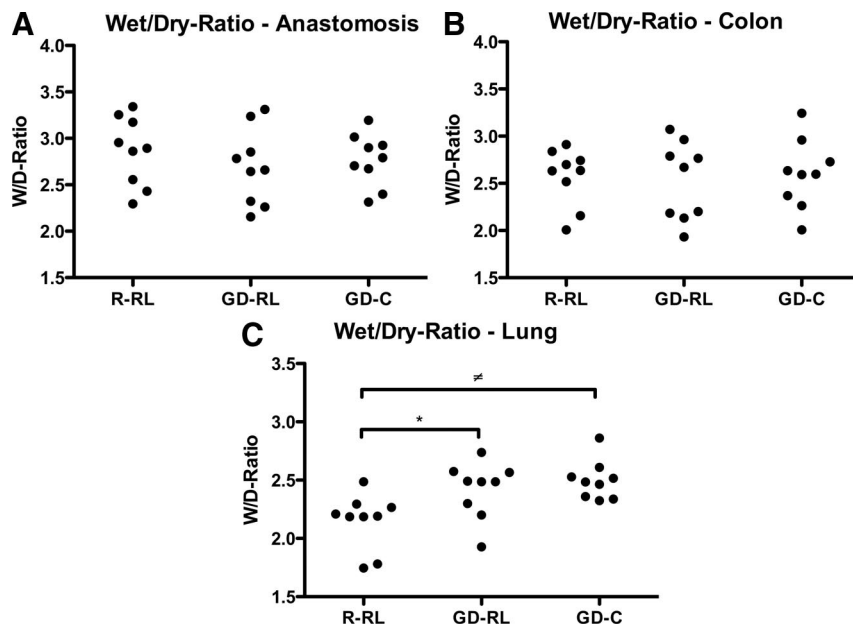 A
Wet/Dry-Ratio - Anastomosis
4.0
3.5
3.0
2.5
2.0
1.5
W/D-Ratio
R-RL
GD-RL
GD-C
B
Wet/Dry-Ratio - Colon
4.0
3.5
3.0
2.5
2.0
1.5
W/D-Ratio
R-RL
GD-RL
GD-C
C
Wet/Dry-Ratio - Lung
3.5
3.0
2.5
2.0
1.5
W/D-Ratio
≠
*
R-RL
GD-RL
GD-C